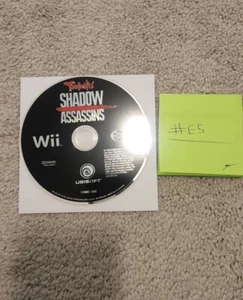 Tenchu
SHADOW
ASSASSINS
Wii
UBISOFT
#E5